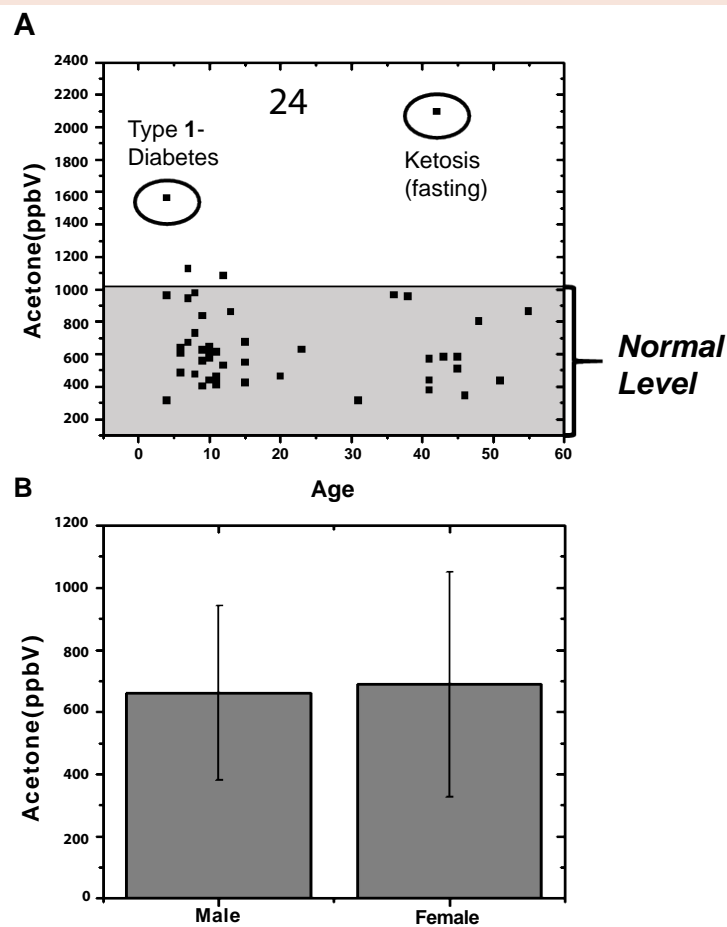 A
2400
2200
2000
1800
1600
1400
1200
1000
800
600
400
200
Acetone(ppbV)
24
Type 1-
Diabetes
Ketosis
(fasting)
Normal
Level
0
10
20
30
40
50
60
Age
B
1200
1000
800
600
400
200
0
Acetone(ppbV)
Male
Female